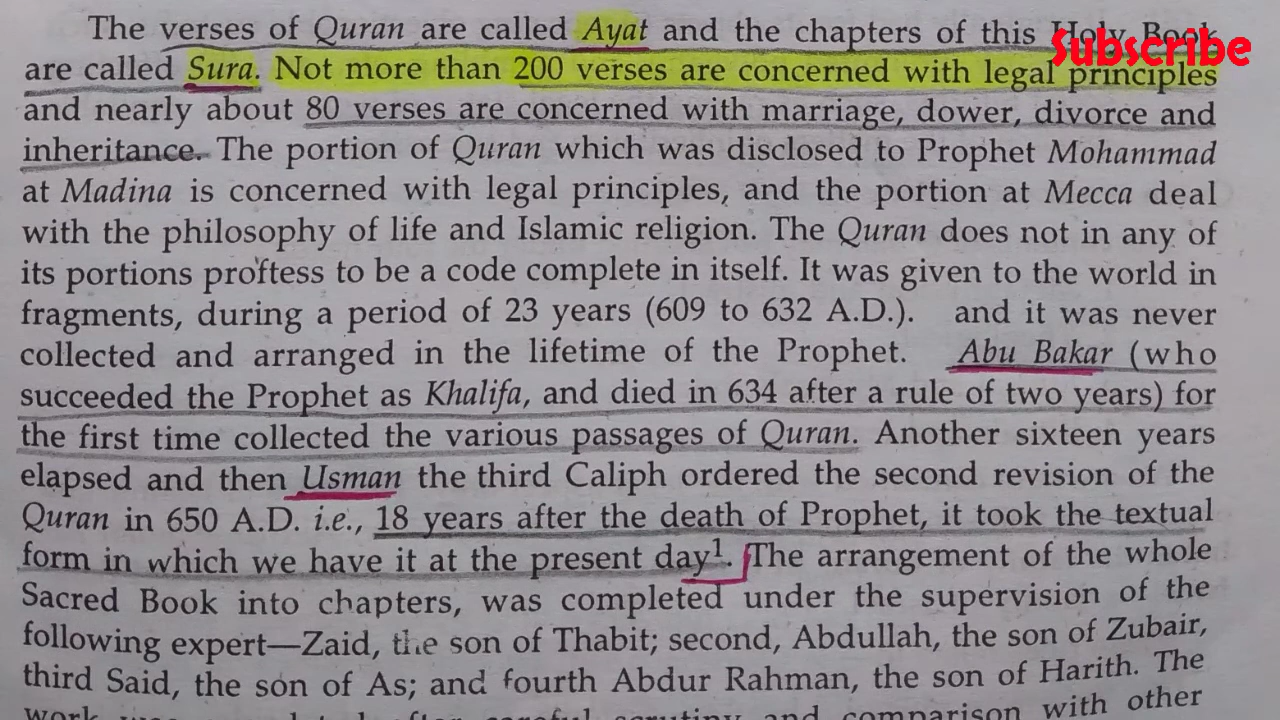 The verses of Quran are called Ayat and the chapters of this Holy Book
Subscribe
are called Sura. Not more than 200 verses are concerned with legal principles
and nearly about 80 verses are concerned with marriage, dower, divorce and
inheritance. The portion of Quran which was disclosed to Prophet Mohammad
at Madina is concerned with legal principles, and the portion at Mecca deal
with the philosophy of life and Islamic religion. The Quran does not in any of
its portions proftess to be a code complete in itself. It was given to the world in
fragments, during a period of 23 years (609 to 632 A.D.). and it was never
collected and arranged in the lifetime of the Prophet. Abu Bakar (who
succeeded the Prophet as Khalifa, and died in 634 after a rule of two years) for
the first time collected the various passages of Quran. Another sixteen years
elapsed and then Usman the third Caliph ordered the second revision of the
Quran in 650 A.D. i.e., 18 years after the death of Prophet, it took the textual
form in which we have it at the present day¹. The arrangement of the whole
Sacred Book into chapters, was completed under the supervision of the
following expert—Zaid, the son of Thabit; second, Abdullah, the son of Zubair,
third Said, the son of As; and fourth Abdur Rahman, the son of Harith. The
work was after careful scrutiny and comparison with other